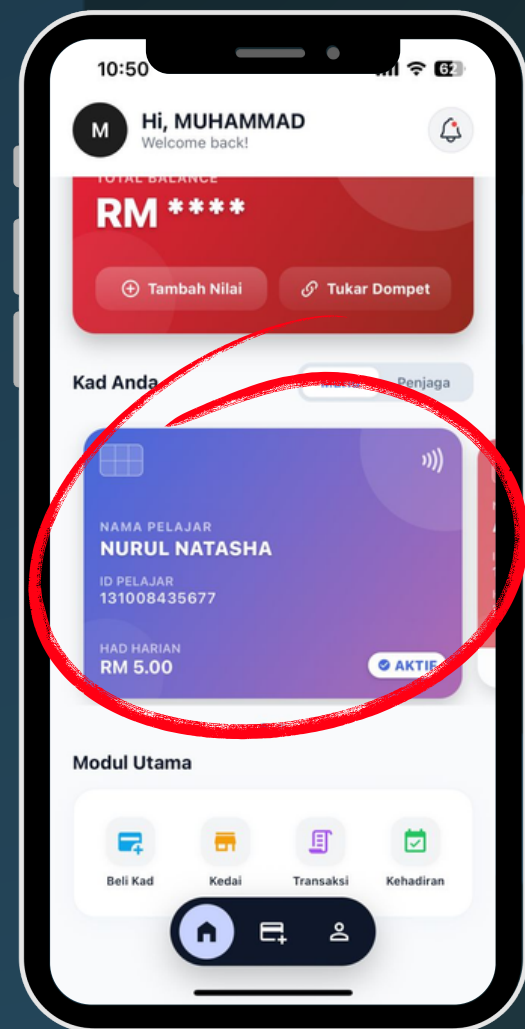 10:50
62
M
Hi, MUHAMMAD
Welcome back!
TOTAL BALANCE
RM ****
Tambah Nilai
Tukar Dompet
Kad Anda
Penjaga
NAMA PELAJAR
NURUL NATASHA
ID PELAJAR
131008435677
HAD HARIAN
RM 5.00
AKTIF
Modul Utama
Beli Kad
Kedai
Transaksi
Kehadiran